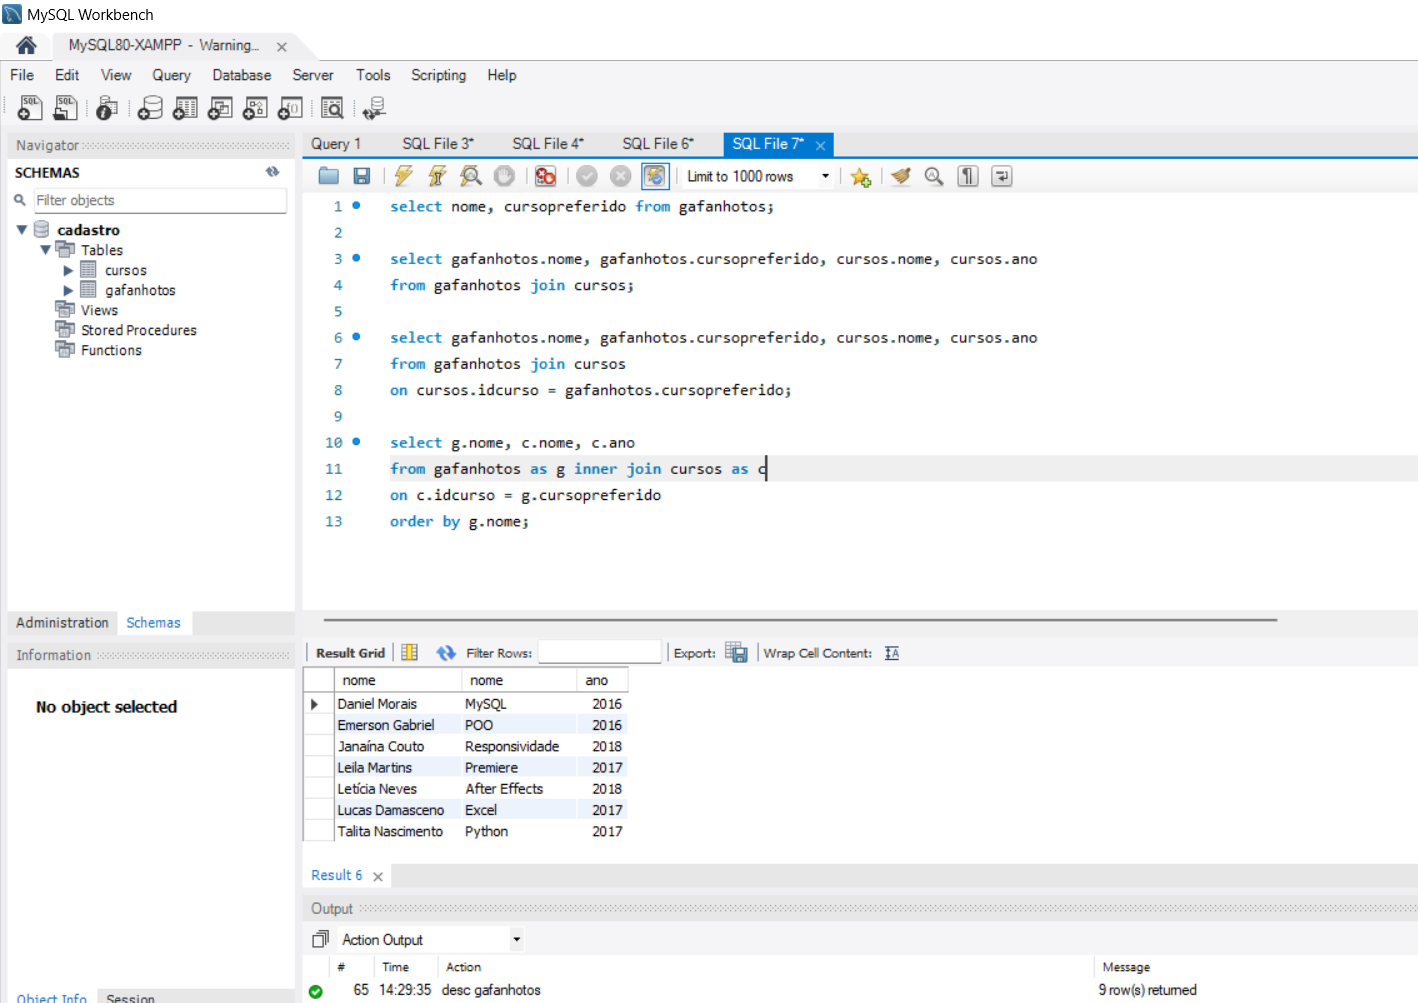 MySQL Workbench
MySQL80-XAMPP - Warning...
File Edit View Query Database Server Tools Scripting Help
Navigator
SCHEMAS
Filter objects
cadastro
Tables
cursos
gafanhotos
Views
Stored Procedures
Functions
Administration Schemas
Information
No object selected
Object Info Session
Query 1 SQL File 3* SQL File 4* SQL File 6* SQL File 7*
Limit to 1000 rows
1 select nome, cursopreferido from gafanhotos;
2
3 select gafanhotos.nome, gafanhotos.cursopreferido, cursos.nome, cursos.ano
4 from gafanhotos join cursos;
5
6 select gafanhotos.nome, gafanhotos.cursopreferido, cursos.nome, cursos.ano
7 from gafanhotos join cursos
8 on cursos.idcurso = gafanhotos.cursopreferido;
9
10 select g.nome, c.nome, c.ano
11 from gafanhotos as g inner join cursos as c
12 on c.idcurso = g.cursopreferido
13 order by g.nome;
Result Grid Filter Rows: Export: Wrap Cell Content:
nome nome ano
Daniel Morais MySQL 2016
Emerson Gabriel POO 2016
Janaína Couto Responsividade 2018
Leila Martins Premiere 2017
Letícia Neves After Effects 2018
Lucas Damasceno Excel 2017
Talita Nascimento Python 2017
Result 6
Output
Action Output
# Time Action Message
65 14:29:35 desc gafanhotos 9 row(s) returned